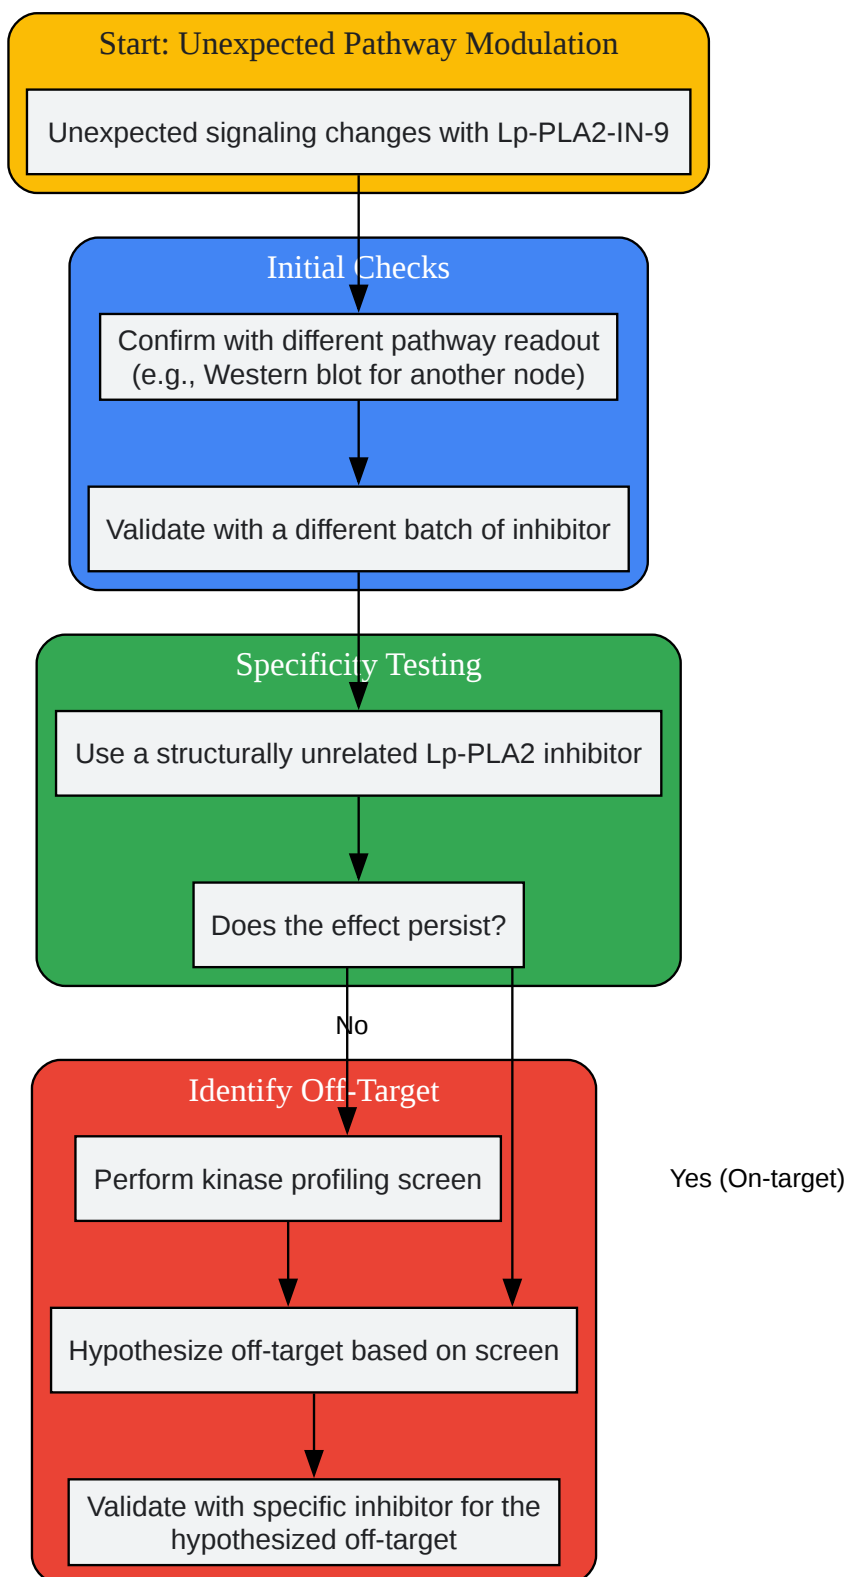 Start: Unexpected Pathway Modulation
Unexpected signaling changes with Lp-PLA2-IN-9
Initial Checks
Confirm with different pathway readout
(e.g., Western blot for another node)
Validate with a different batch of inhibitor
Specificity Testing
Use a structurally unrelated Lp-PLA2 inhibitor
Does the effect persist?
No
Identify Off-Target
Perform kinase profiling screen
Yes (On-target)
Hypothesize off-target based on screen
Validate with specific inhibitor for the
hypothesized off-target